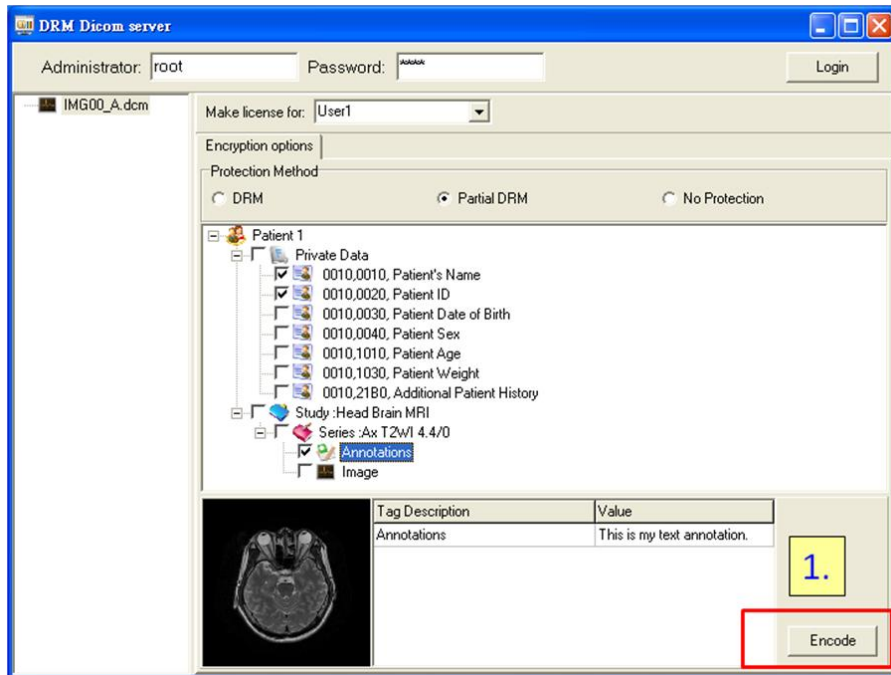 DRM Dicom server
Administrator: root Password: **** Login
IMG00_A.dcm
Make license for: User1
Encryption options
Protection Method
DRM Partial DRM No Protection
Patient 1
Private Data
0010,0010, Patient's Name
0010,0020, Patient ID
0010,0030, Patient Date of Birth
0010,0040, Patient Sex
0010,1010, Patient Age
0010,1030, Patient Weight
0010,21B0, Additional Patient History
Study :Head Brain MRI
Series :Ax T2WI 4.4/0
Annotations
Image
Tag Description Value
Annotations This is my text annotation.
1.
Encode